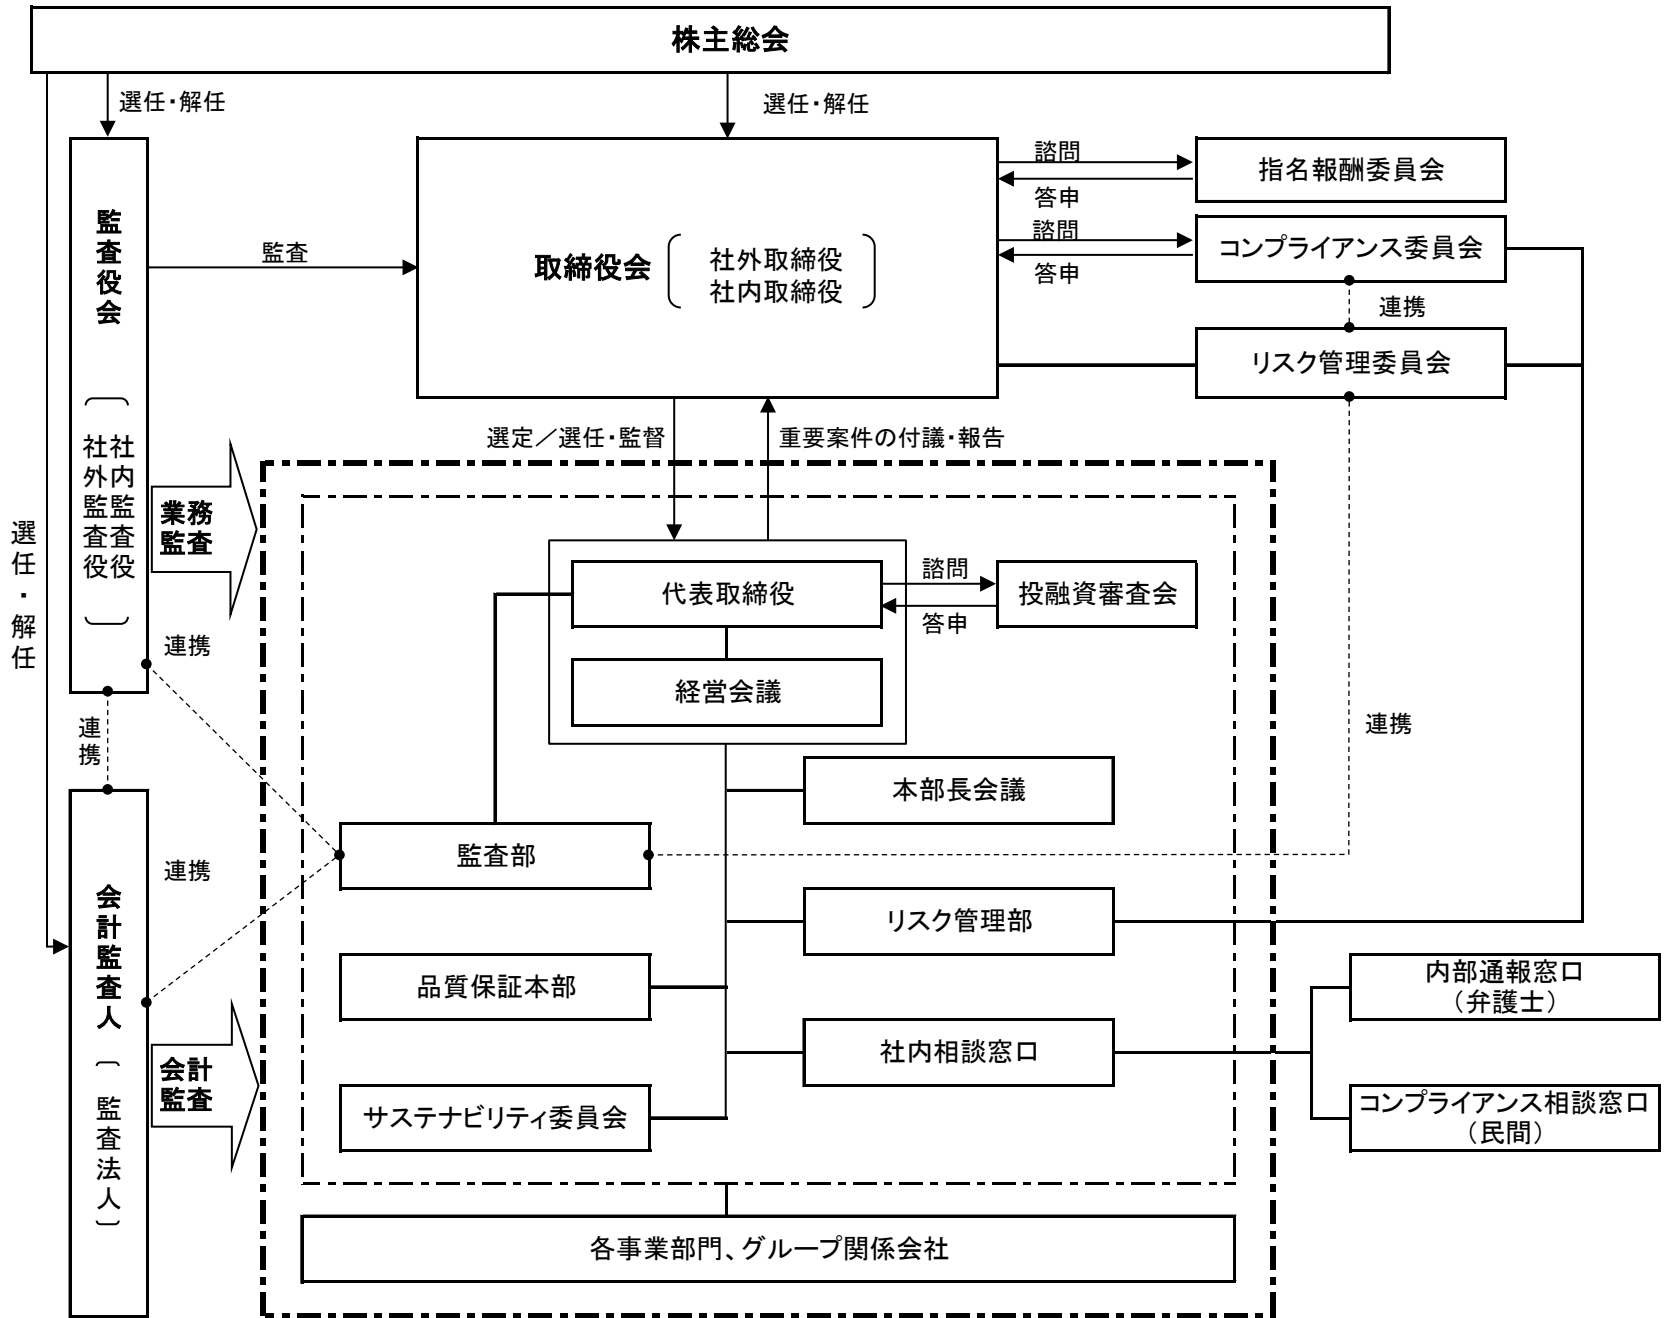 株主総会
選任・解任
選任・解任
諮問
答申
指名報酬委員会
諮問
答申
コンプライアンス委員会
監査役会
監査
取締役会
社外取締役
社内取締役
連携
リスク管理委員会
社内監査役
社外監査役
選定／選任・監督
重要案件の付議・報告
業務
監査
選任・解任
代表取締役
諮問
答申
投融資審査会
経営会議
連携
連携
連携
本部長会議
監査部
連携
会計監査人
〔監査法人〕
リスク管理部
品質保証本部
内部通報窓口
（弁護士）
社内相談窓口
会計
監査
サステナビリティ委員会
コンプライアンス相談窓口
（民間）
各事業部門、グループ関係会社